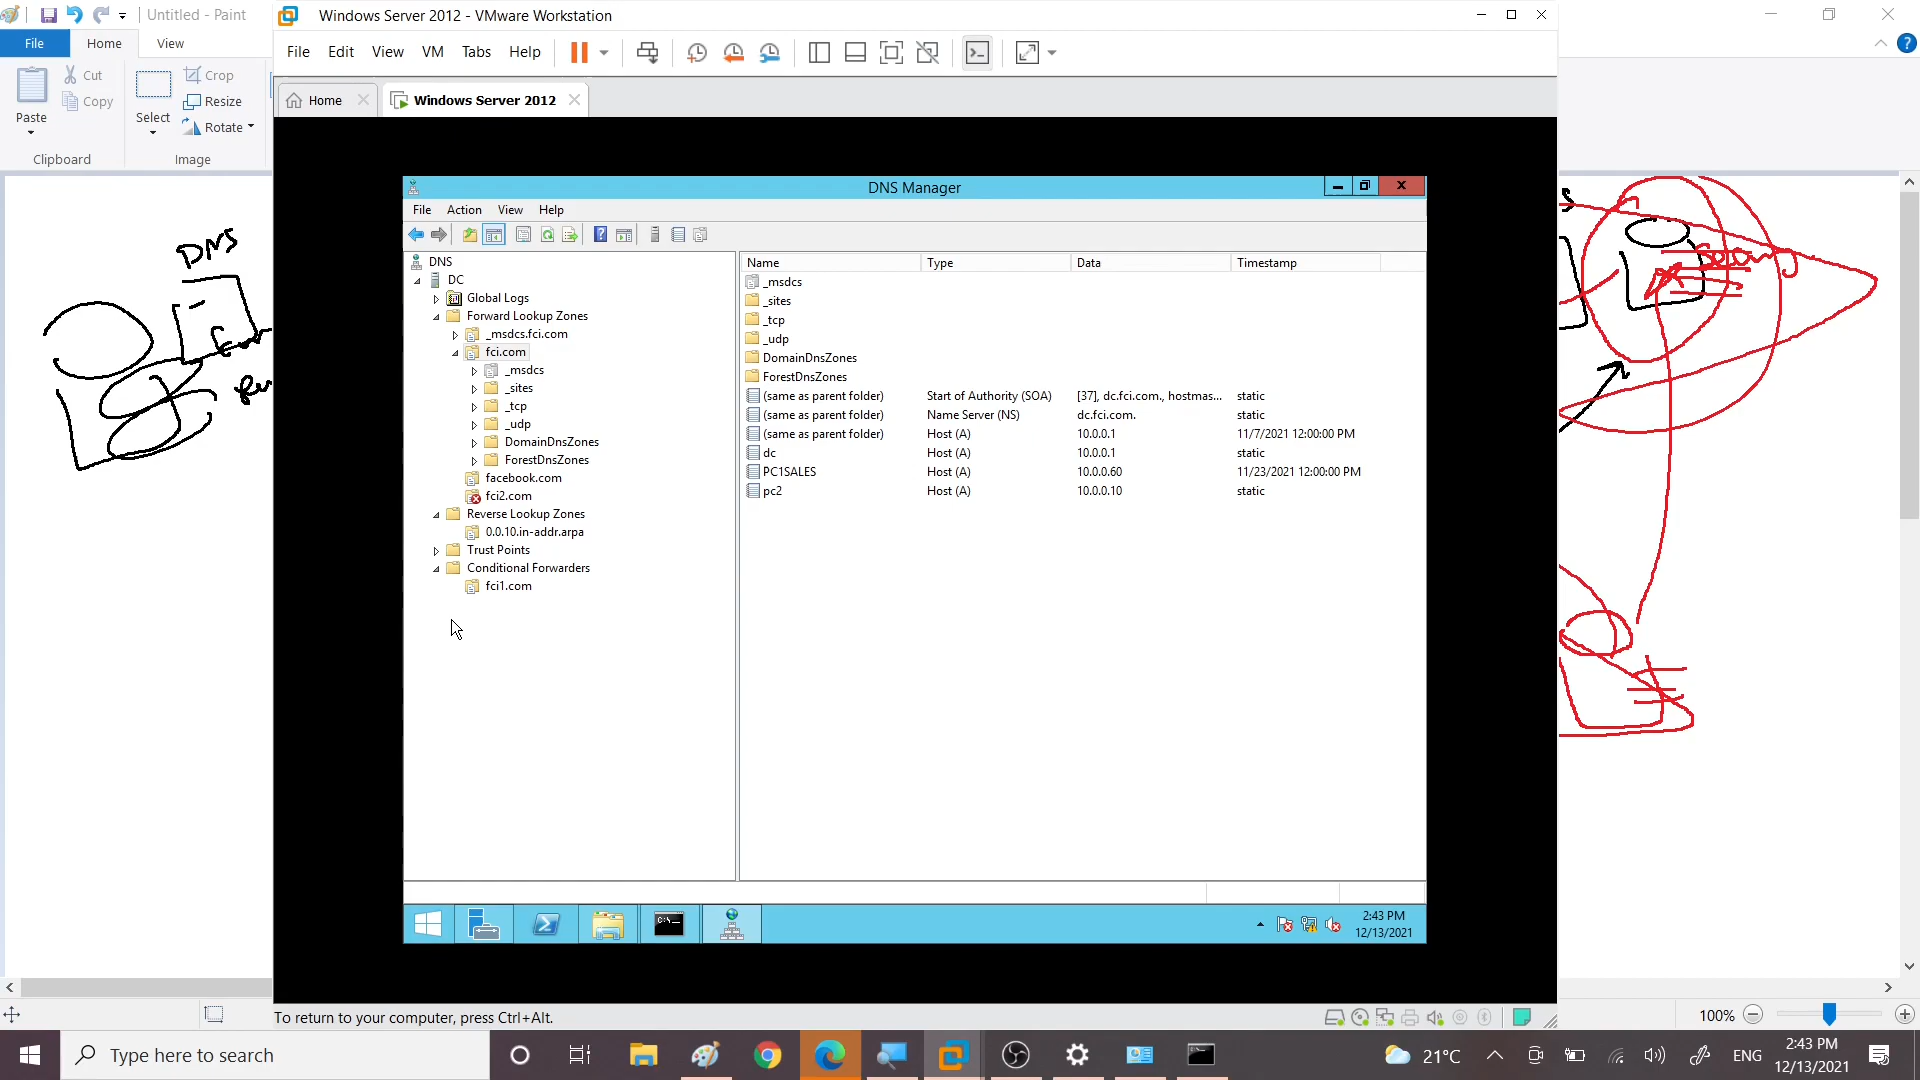 Untitled - Paint
File Home View
Cut
Copy
Paste
Clipboard
Crop
Resize
Rotate
Select
Image
Windows Server 2012 - VMware Workstation
File Edit View VM Tabs Help
Home
Windows Server 2012
DNS Manager
File Action View Help
DNS
DC
Global Logs
Forward Lookup Zones
_msdcs.fci.com
fci.com
_msdcs
_sites
_tcp
_udp
DomainDnsZones
ForestDnsZones
facebook.com
fci2.com
Reverse Lookup Zones
0.0.10.in-addr.arpa
Trust Points
Conditional Forwarders
fci1.com
Name Type Data Timestamp
_msdcs
_sites
_tcp
_udp
DomainDnsZones
ForestDnsZones
(same as parent folder) Start of Authority (SOA) [37], dc.fci.com., hostmas... static
(same as parent folder) Name Server (NS) dc.fci.com. static
(same as parent folder) Host (A) 10.0.0.1 11/7/2021 12:00:00 PM
dc Host (A) 10.0.0.1 static
PC1SALES Host (A) 10.0.0.60 11/23/2021 12:00:00 PM
pc2 Host (A) 10.0.0.10 static
2:43 PM
12/13/2021
To return to your computer, press Ctrl+Alt.
DNS
100%
Type here to search
21°C
ENG
2:43 PM
12/13/2021